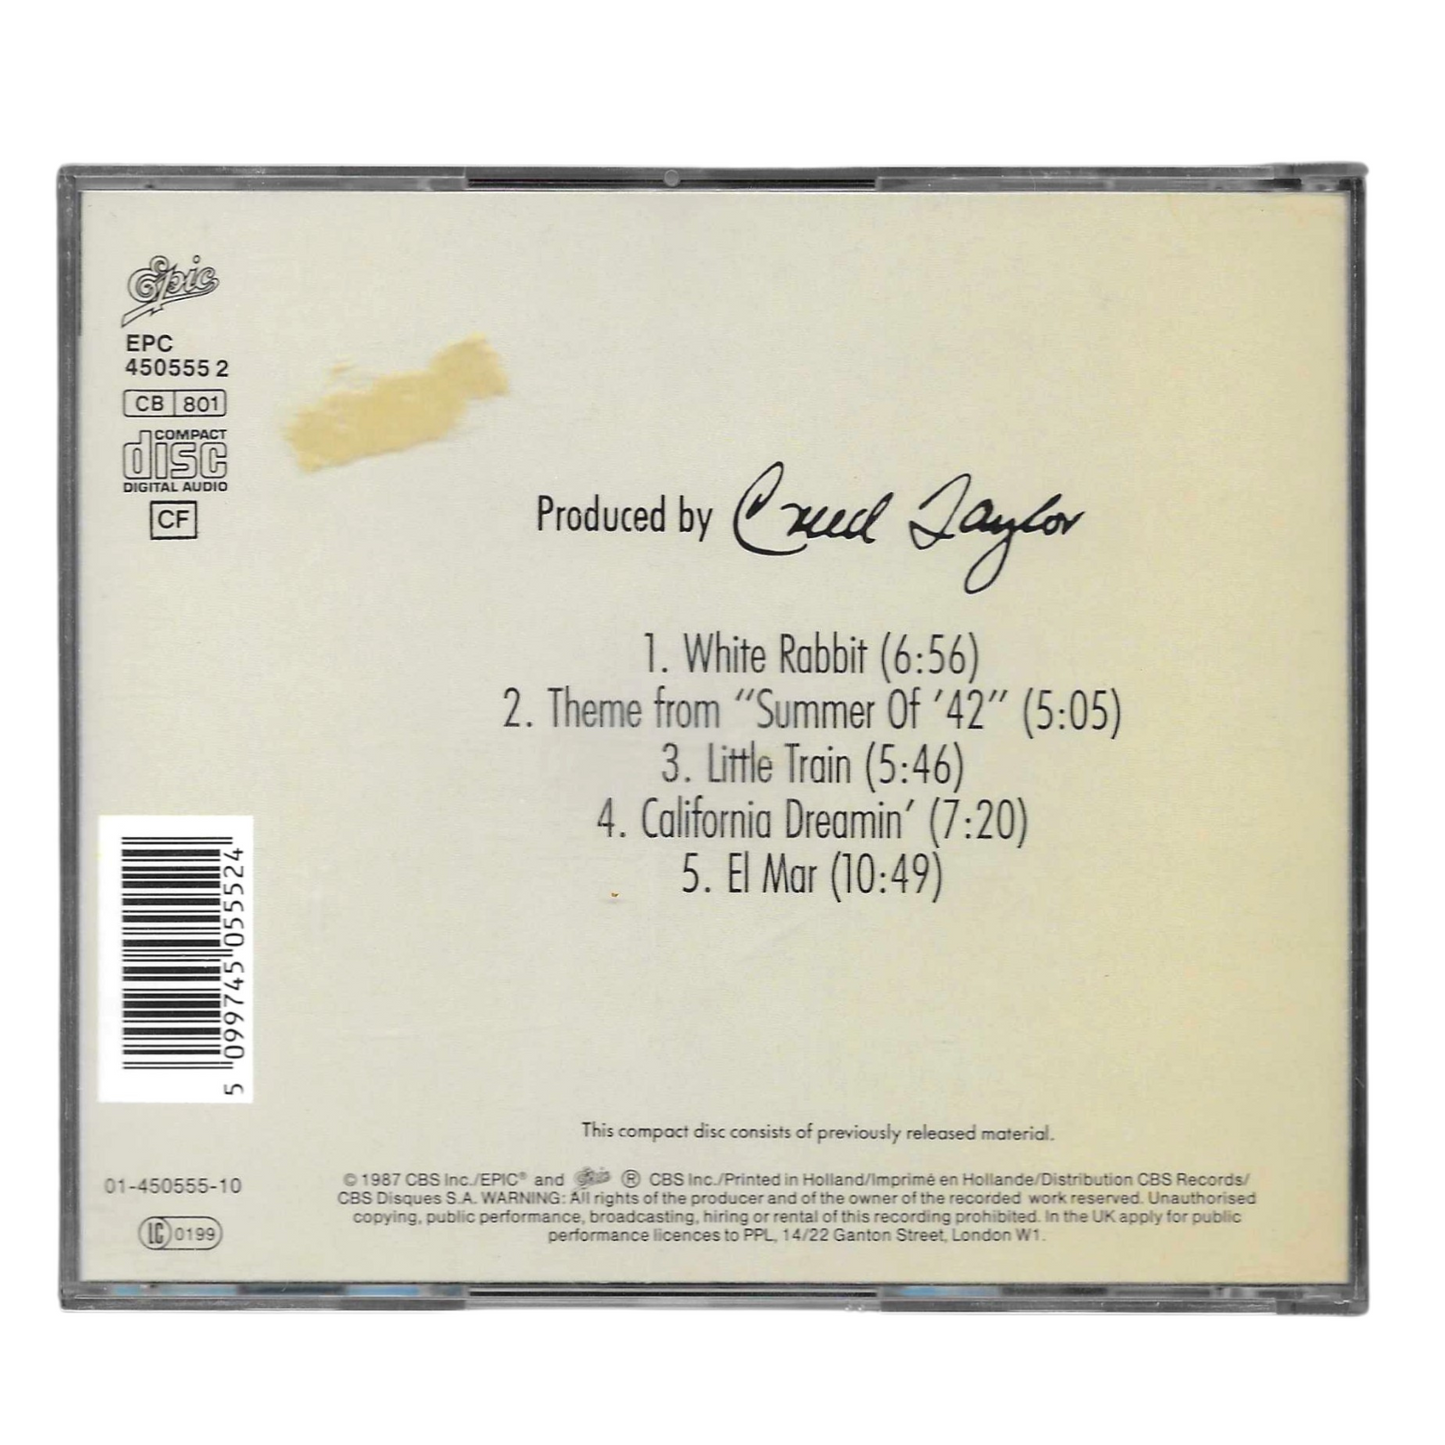 Epic
EPC
450555 2
CB 801
COMPACT
disc
DIGITAL AUDIO
CF
Produced by Creed Taylor
1. White Rabbit (6:56)
2. Theme from “Summer Of ’42” (5:05)
3. Little Train (5:46)
4. California Dreamin’ (7:20)
5. El Mar (10:49)
5 099745 055524
This compact disc consists of previously released material.
01-450555-10
LC 0199
© 1987 CBS Inc./EPIC® and Epic ® CBS Inc./Printed in Holland/Imprimé en Hollande/Distribution CBS Records/
CBS Disques S.A. WARNING: All rights of the producer and of the owner of the recorded work reserved. Unauthorised
copying, public performance, broadcasting, hiring or rental of this recording prohibited. In the UK apply for public
performance licences to PPL, 14/22 Ganton Street, London W1.